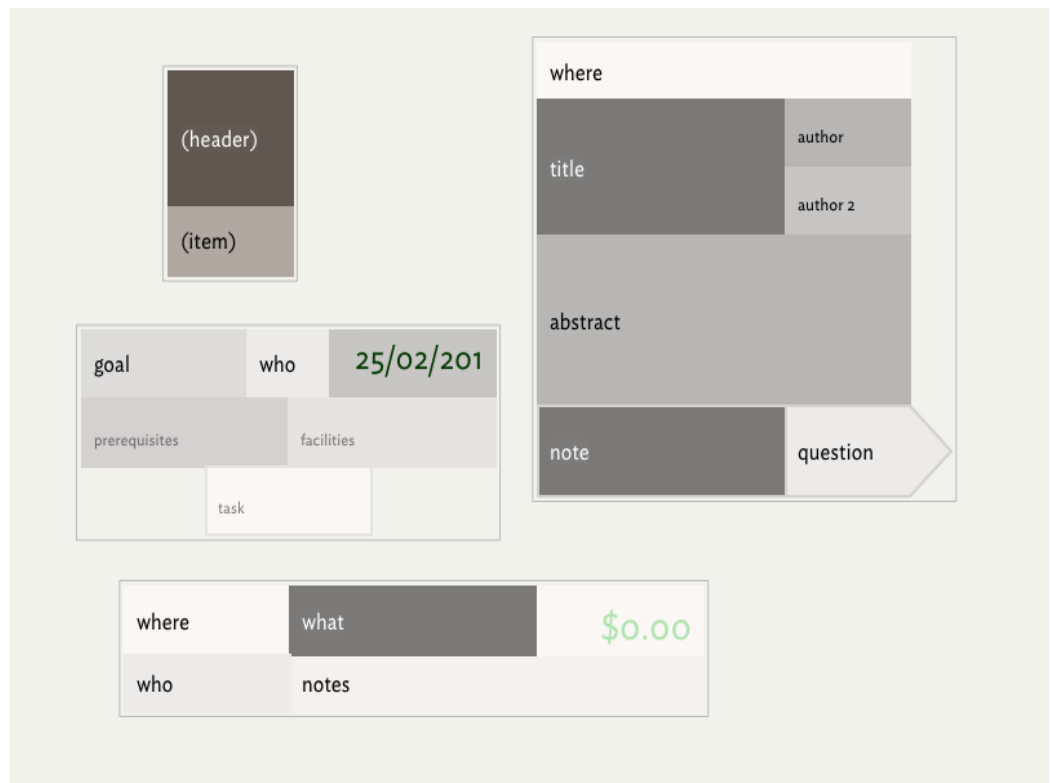 (header)
(item)
where
title
author
author 2
abstract
note question
goal who 25/02/201
prerequisites facilities
task
where what $0.00
who notes